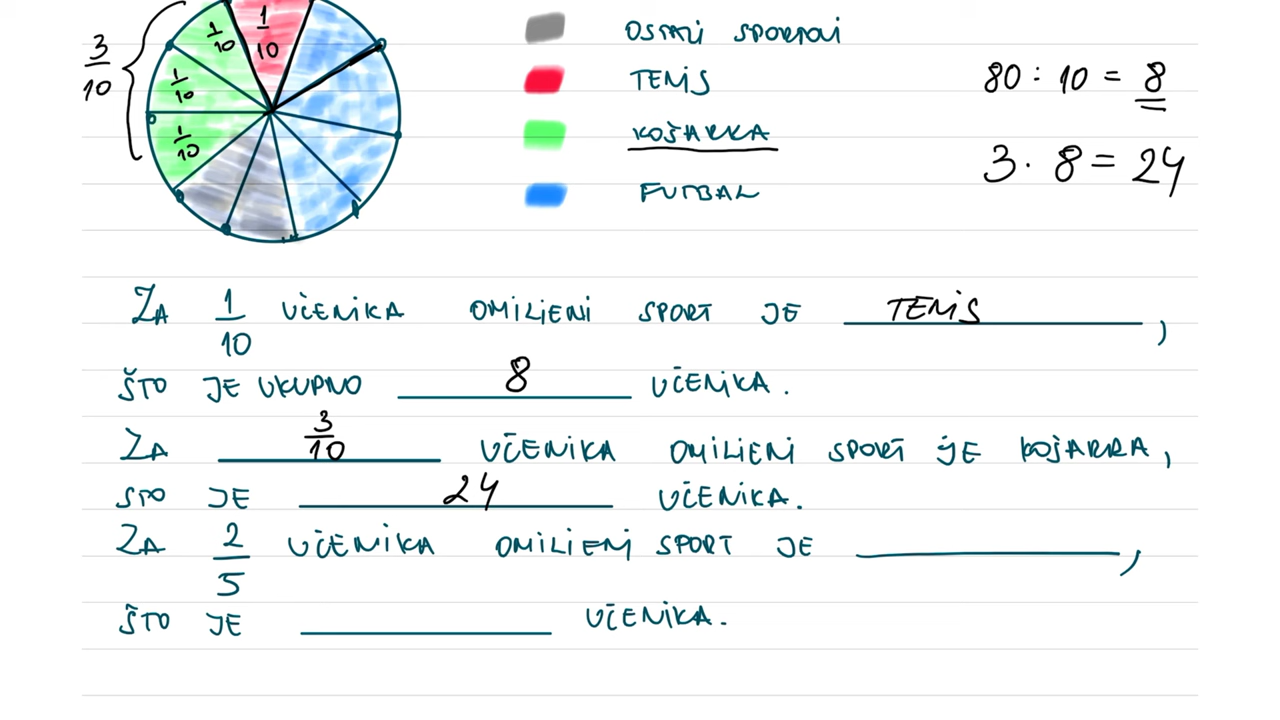 3/10
1/10
1/10
1/10
1/10
OSTALI SPORTOVI
TENIS
KOŠARKA
FUDBAL
80 : 10 = 8
3 · 8 = 24
ZA 1/10 UČENIKA OMILJENI SPORT JE TENIS,
ŠTO JE UKUPNO 8 UČENIKA.
ZA 3/10 UČENIKA OMILJENI SPORT JE KOŠARKA,
ŠTO JE 24 UČENIKA.
ZA 2/5 UČENIKA OMILJENI SPORT JE ,
ŠTO JE UČENIKA.